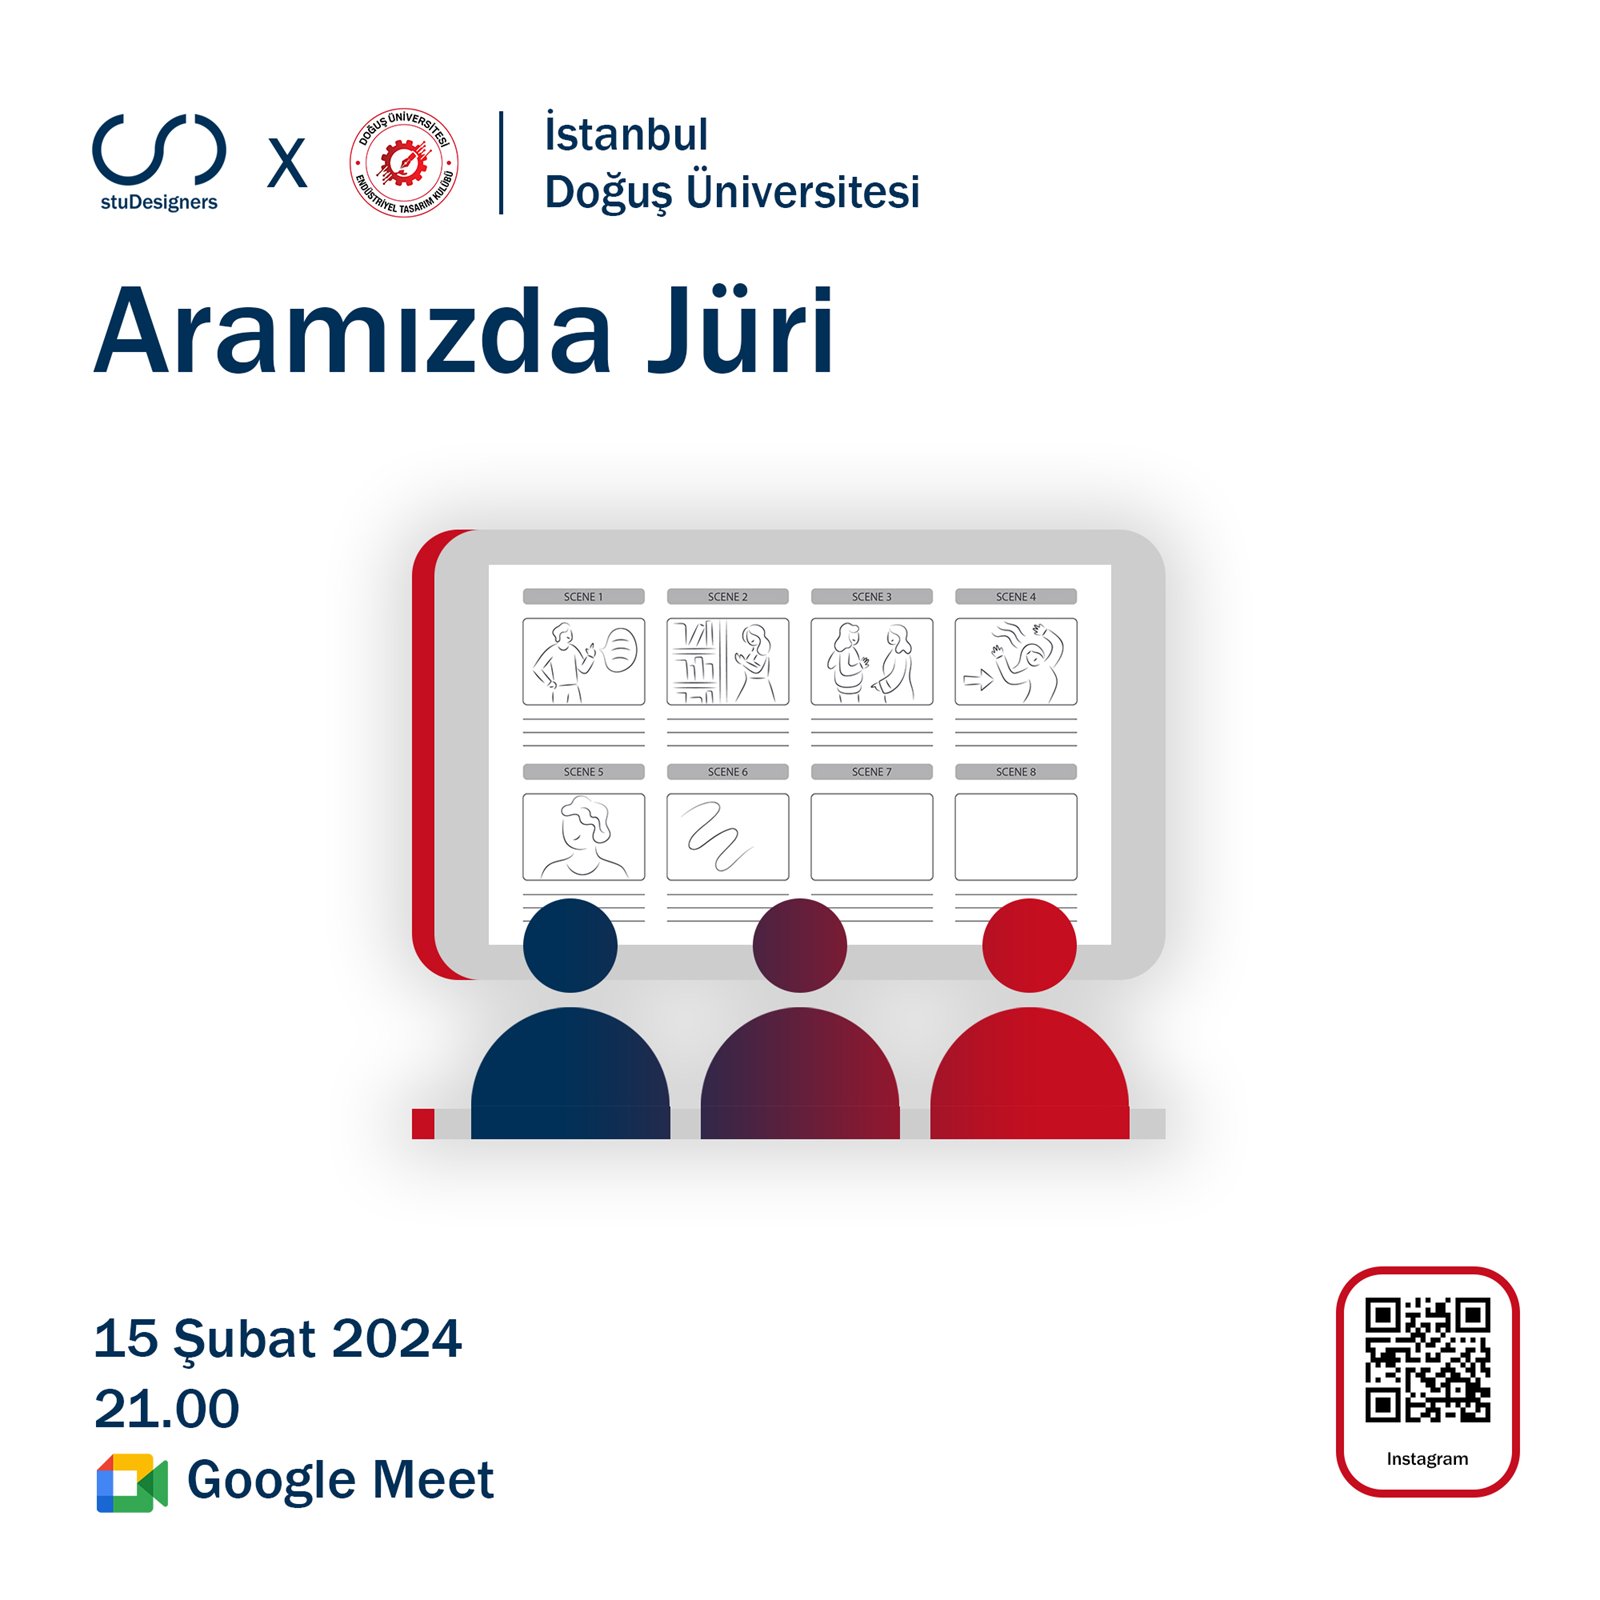 stuDesigners
X
DOĞUŞ ÜNİVERSİTESİ
ENDÜSTRİYEL TASARIM KULÜBÜ
İstanbul
Doğuş Üniversitesi
Aramızda Jüri
SCENE 1 SCENE 2 SCENE 3 SCENE 4
SCENE 5 SCENE 6 SCENE 7 SCENE 8
15 Şubat 2024
21.00
Google Meet
Instagram